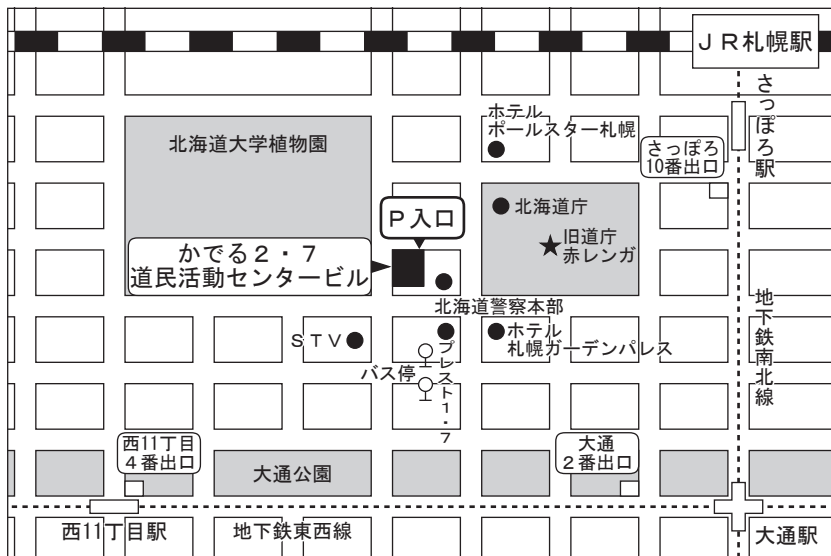 ＪＲ札幌駅
さっぽろ駅
ホテル
ポールスター札幌
さっぽろ
10番出口
北海道大学植物園
北海道庁
Ｐ入口
旧道庁
赤レンガ
かでる２・７
道民活動センタービル
北海道警察本部
地下鉄南北線
ＳＴＶ
ホテル
札幌ガーデンパレス
プレスト１・７
バス停
西11丁目
４番出口
大通
２番出口
大通公園
西11丁目駅
地下鉄東西線
大通駅